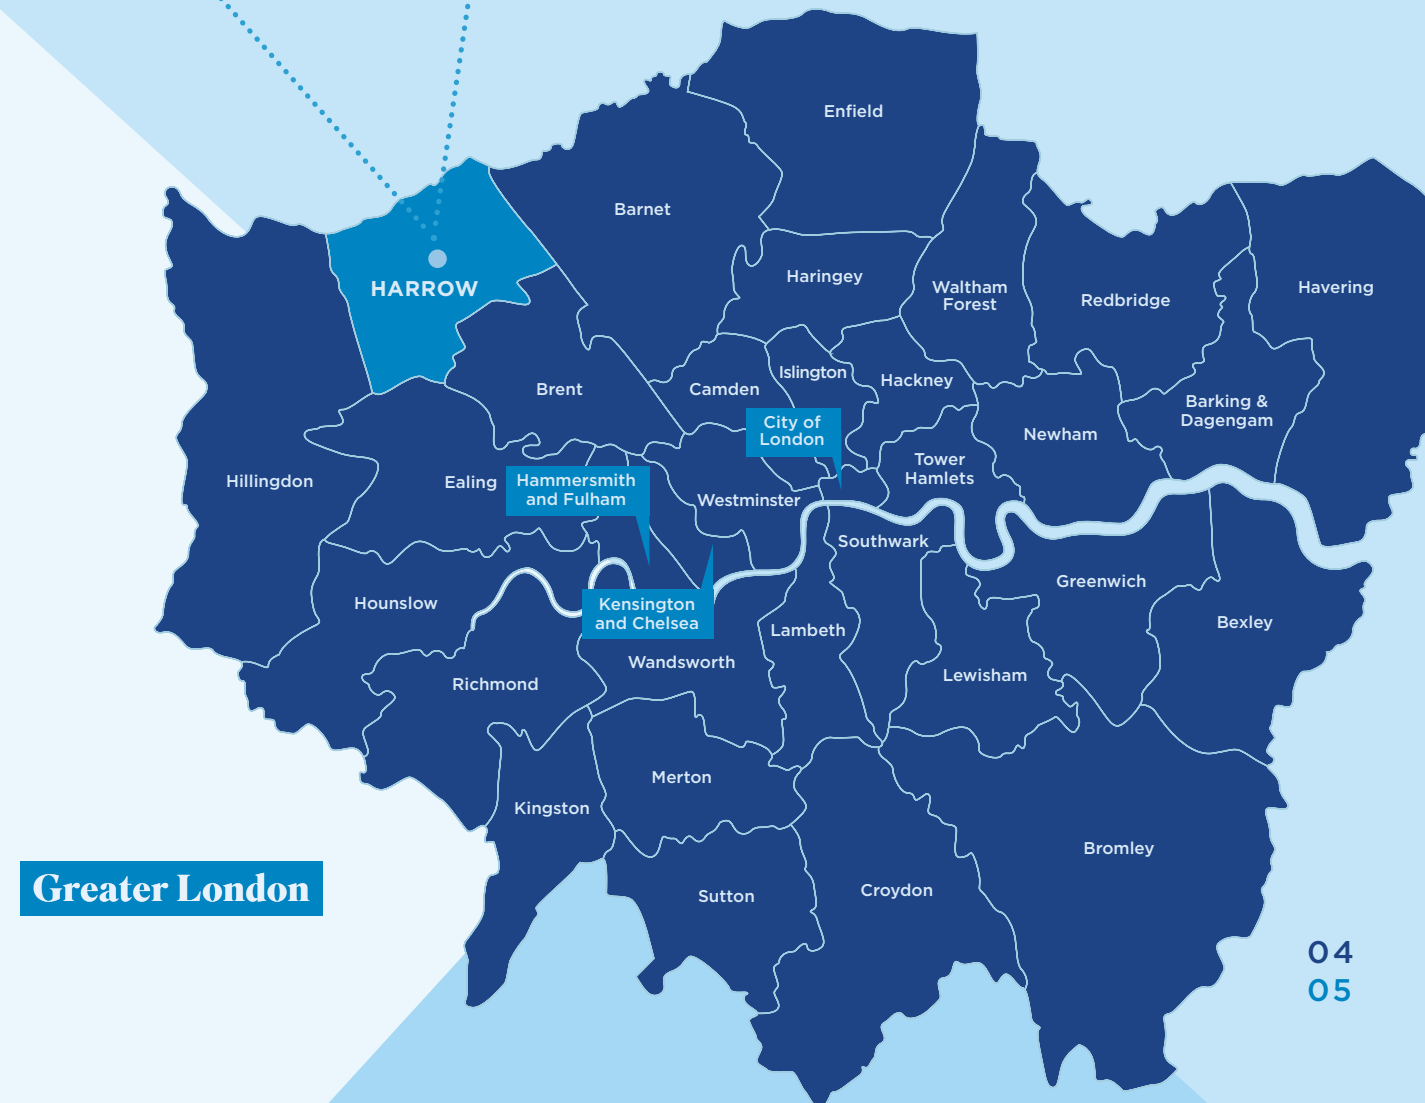 Enfield
Barnet
Haringey
HARROW
Waltham
Forest
Redbridge
Havering
Brent
Camden
Islington
Hackney
City of
London
Newham
Barking &
Dagengam
Hillingdon
Ealing
Hammersmith
and Fulham
Westminster
Tower
Hamlets
Southwark
Hounslow
Kensington
and Chelsea
Lambeth
Greenwich
Bexley
Richmond
Wandsworth
Lewisham
Merton
Kingston
Bromley
Greater London
Sutton
Croydon
04
05